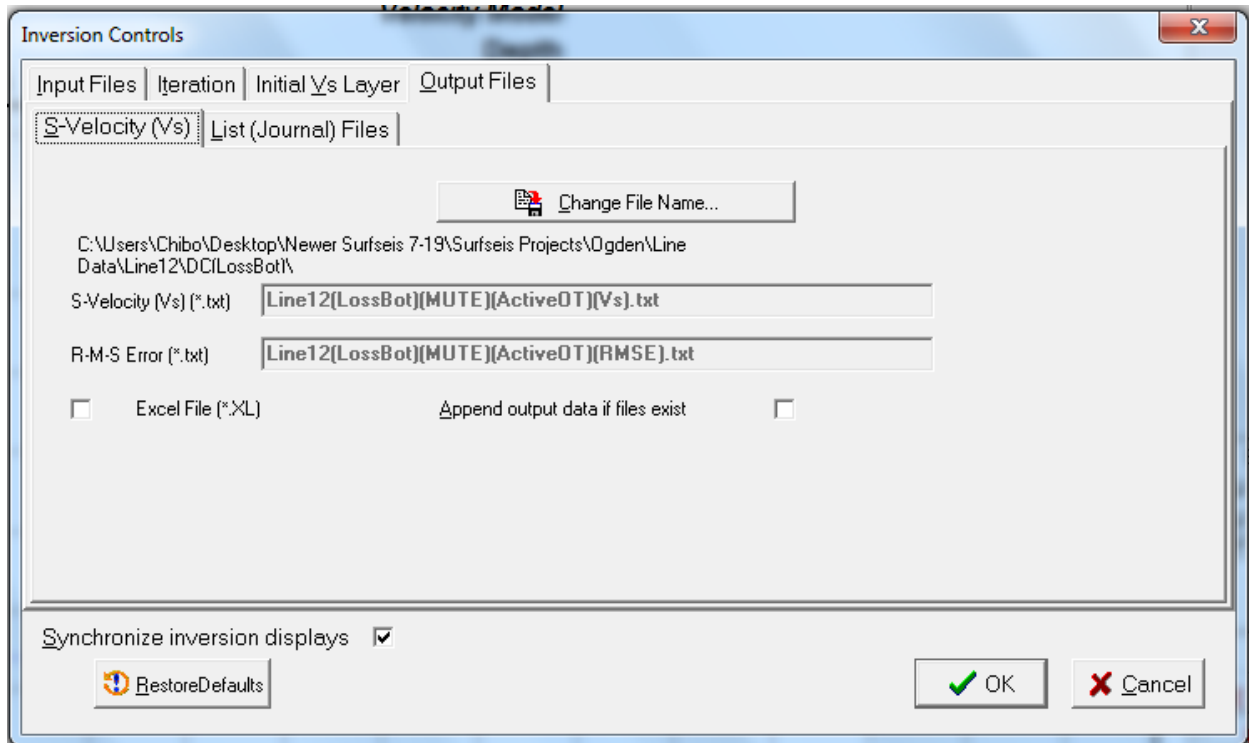 Velocity Model
Depth
Inversion Controls
Input Files Iteration Initial Vs Layer Output Files
S-Velocity (Vs) List (Journal) Files
Change File Name...
C:\Users\Chibo\Desktop\Newer Surfseis 7-19\Surfseis Projects\Ogden\Line
Data\Line12\DC(LossBot)\
S-Velocity (Vs) (*.txt) Line12(LossBot)(MUTE)(ActiveOT)(Vs).txt
R-M-S Error (*.txt) Line12(LossBot)(MUTE)(ActiveOT)(RMSE).txt
Excel File (*.XL) Append output data if files exist
Synchronize inversion displays
RestoreDefaults OK Cancel